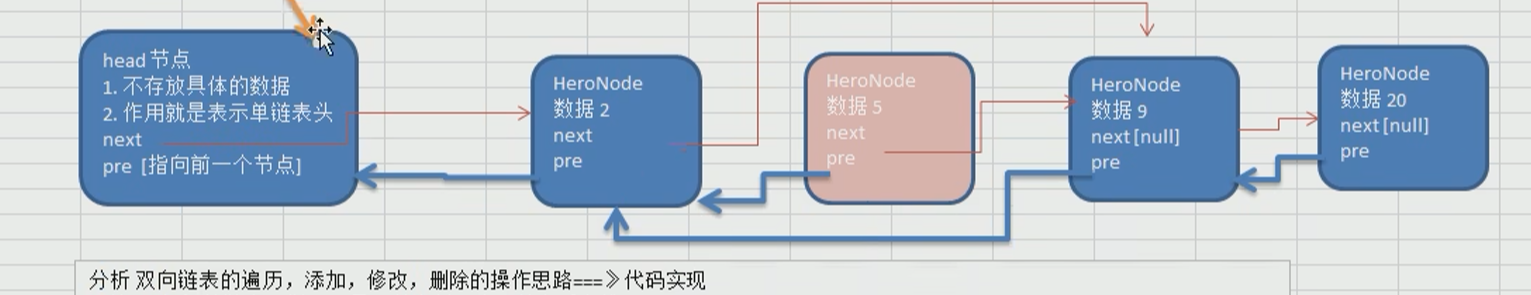 head 节点
1. 不存放具体的数据
2. 作用就是表示单链表头
next
pre [指向前一个节点]
HeroNode
数据 2
next
pre
HeroNode
数据 5
next
pre
HeroNode
数据 9
next [null]
pre
HeroNode
数据 20
next [null]
pre
分析 双向链表的遍历，添加，修改，删除的操作思路===》代码实现